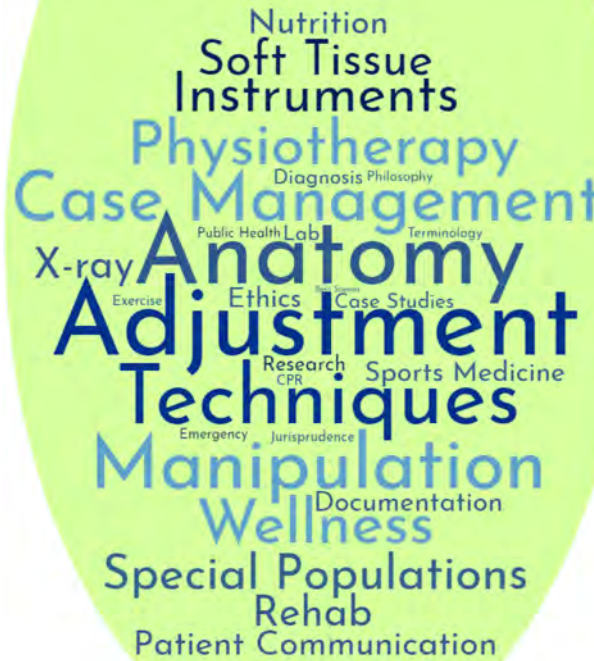 Nutrition
Soft Tissue
Instruments
Physiotherapy
Diagnosis Philosophy
Case Management
Public Health Lab Terminology
X-ray Anatomy
Exercise Ethics Case Studies
Adjustment
Research
CPR Sports Medicine
Techniques
Emergency Jurisprudence
Manipulation
Documentation
Wellness
Special Populations
Rehab
Patient Communication